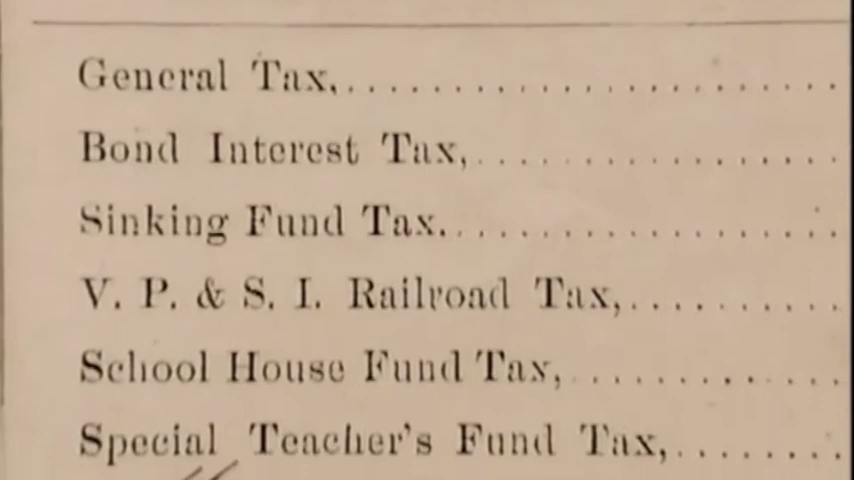 General Tax,........................
Bond Interest Tax,.................
Sinking Fund Tax...................
V. P. & S. I. Railroad Tax,..........
School House Fund Tax,.............
Special Teacher's Fund Tax,........